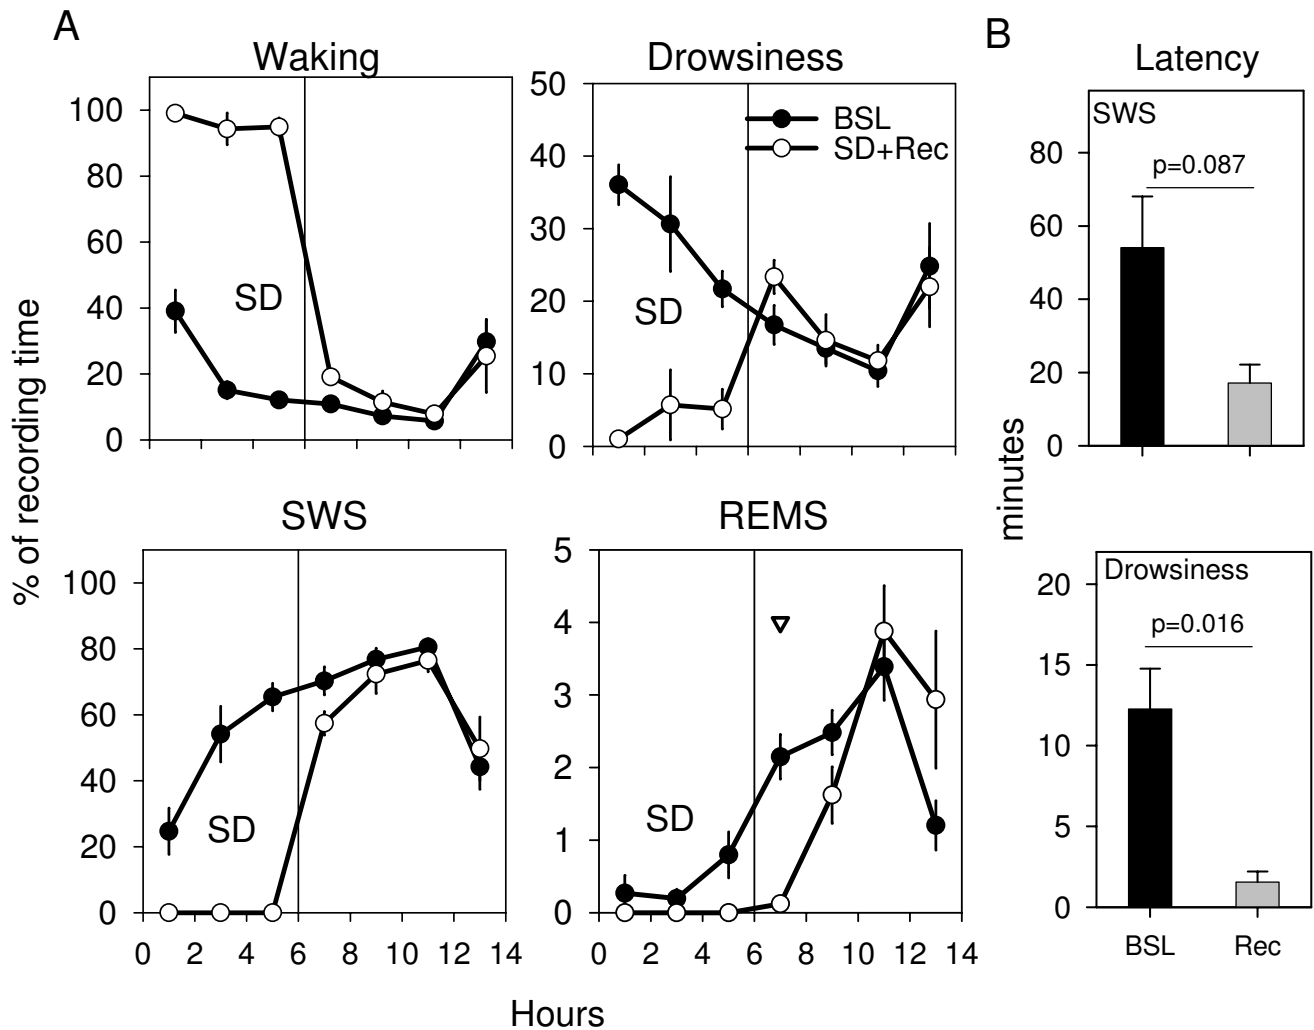 A
B
Waking
Drowsiness
Latency
% of recording time
100
80
60
40
20
0
SD
50
40
30
20
10
0
BSL
SD+Rec
SD
minutes
SWS
p=0.087
80
60
40
20
0
SWS
REMS
100
80
60
40
20
0
SD
0 2 4 6 8 10 12 14
5
4
3
2
1
0
SD
0 2 4 6 8 10 12 14
Hours
Drowsiness
p=0.016
20
15
10
5
0
BSL Rec